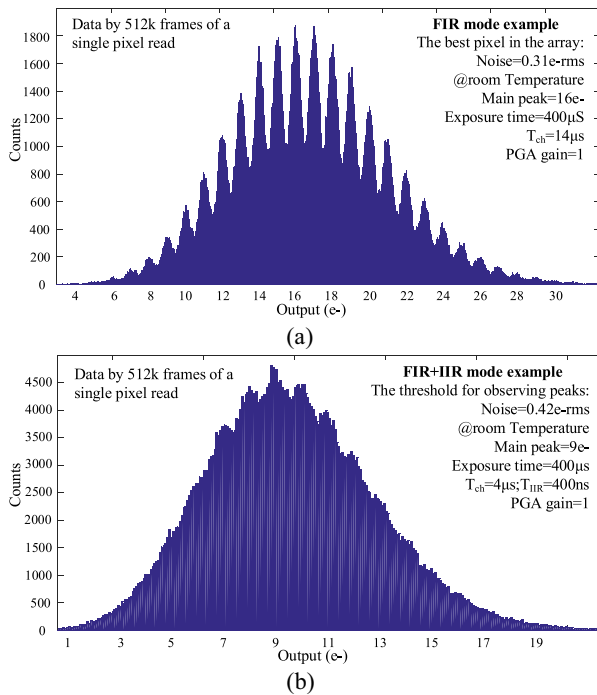 Data by 512k frames of a
single pixel read
FIR mode example
The best pixel in the array:
Noise=0.31e-rms
@room Temperature
Main peak=16e-
Exposure time=400μS
Tch=14μs
PGA gain=1
Counts
1800
1600
1400
1200
1000
800
600
400
200
0
4 6 8 10 12 14 16 18 20 22 24 26 28 30
Output (e-)
(a)
Data by 512k frames of a
single pixel read
FIR+IIR mode example
The threshold for observing peaks:
Noise=0.42e-rms
@room Temperature
Main peak=9e-
Exposure time=400μs
Tch=4μs;TIIR=400ns
PGA gain=1
Counts
4500
4000
3500
3000
2500
2000
1500
1000
500
0
1 3 5 7 9 11 13 15 17 19
Output (e-)
(b)